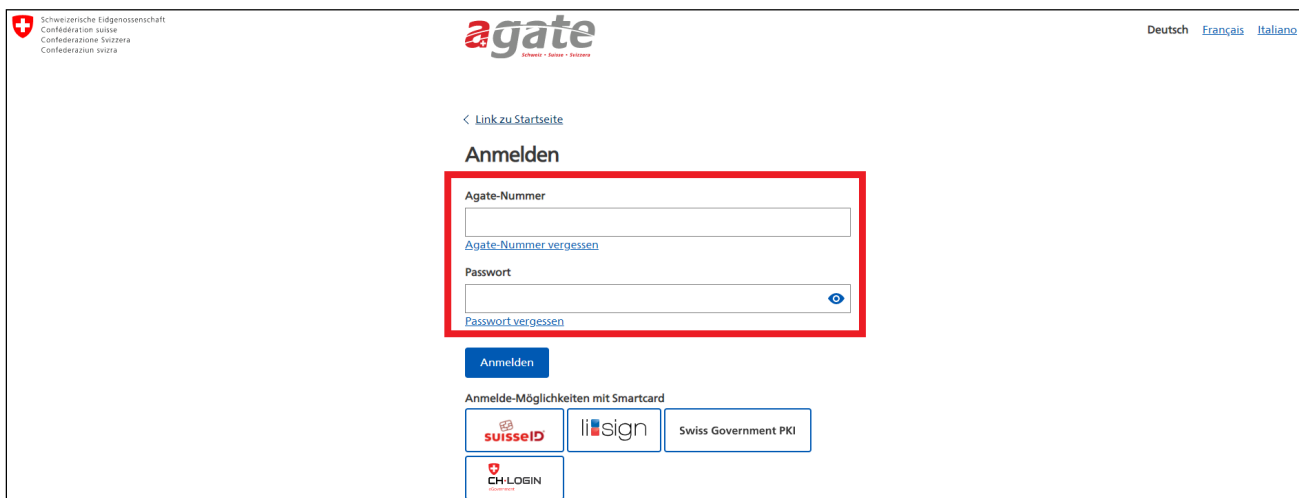 Schweizerische Eidgenossenschaft
Confédération suisse
Confederazione Svizzera
Confederaziun svizra
agate
Schweiz • Suisse • Svizzera
Deutsch Français Italiano
< Link zu Startseite
Anmelden
Agate-Nummer
Agate-Nummer vergessen
Passwort
Passwort vergessen
Anmelden
Anmelde-Möglichkeiten mit Smartcard
suisseID lisign Swiss Government PKI
CH-LOGIN
eGovernment